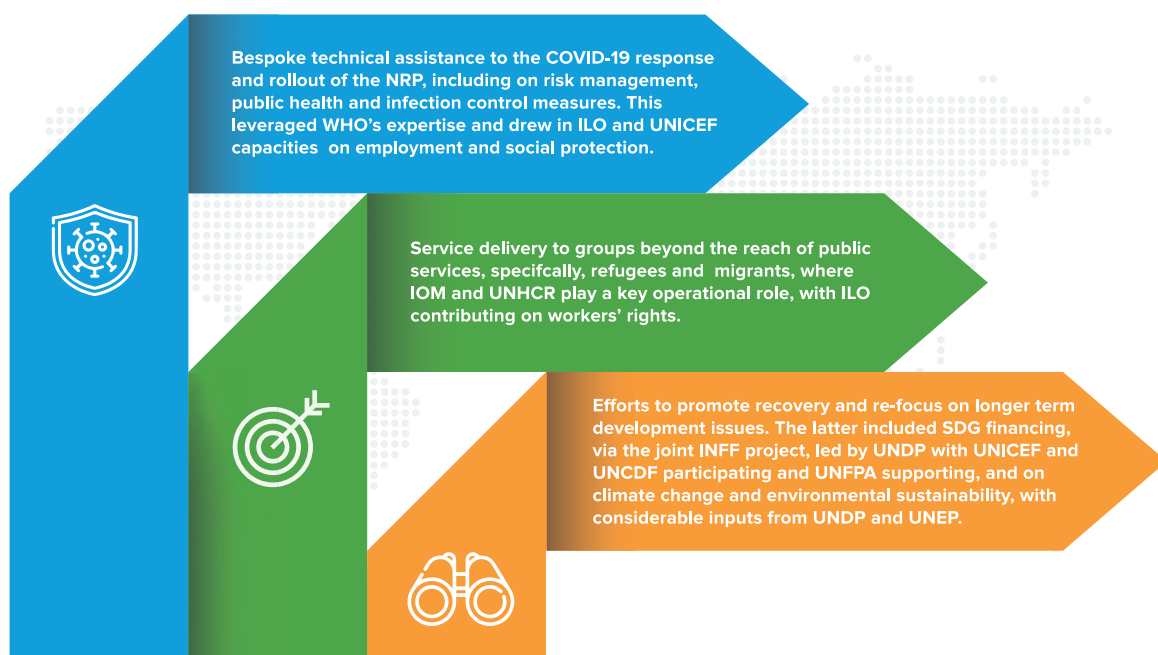 Bespoke technical assistance to the COVID-19 response
and rollout of the NRP, including on risk management,
public health and infection control measures. This
leveraged WHO’s expertise and drew in ILO and UNICEF
capacities on employment and social protection.
Service delivery to groups beyond the reach of public
services, specifcally, refugees and migrants, where
IOM and UNHCR play a key operational role, with ILO
contributing on workers’ rights.
Efforts to promote recovery and re-focus on longer term
development issues. The latter included SDG financing,
via the joint INFF project, led by UNDP with UNICEF and
UNCDF participating and UNFPA supporting, and on
climate change and environmental sustainability, with
considerable inputs from UNDP and UNEP.